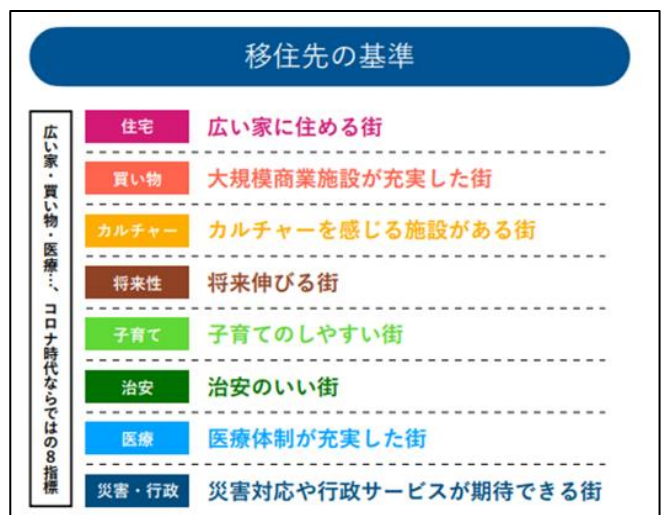 移住先の基準
広い家・買い物・医療…、コロナ時代ならではの8指標
住宅 広い家に住める街
買い物 大規模商業施設が充実した街
カルチャー カルチャーを感じる施設がある街
将来性 将来伸びる街
子育て 子育てのしやすい街
治安 治安のいい街
医療 医療体制が充実した街
災害・行政 災害対応や行政サービスが期待できる街